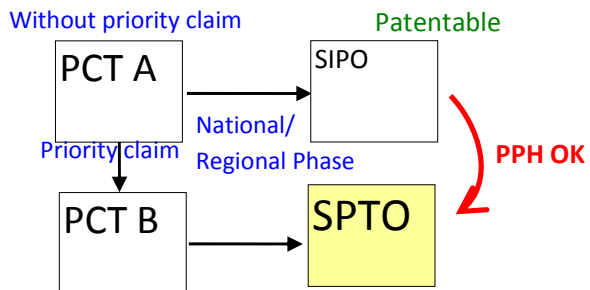 Without priority claim
Patentable
PCT A
SIPO
National/
Regional Phase
Priority claim
PPH OK
PCT B
SPTO